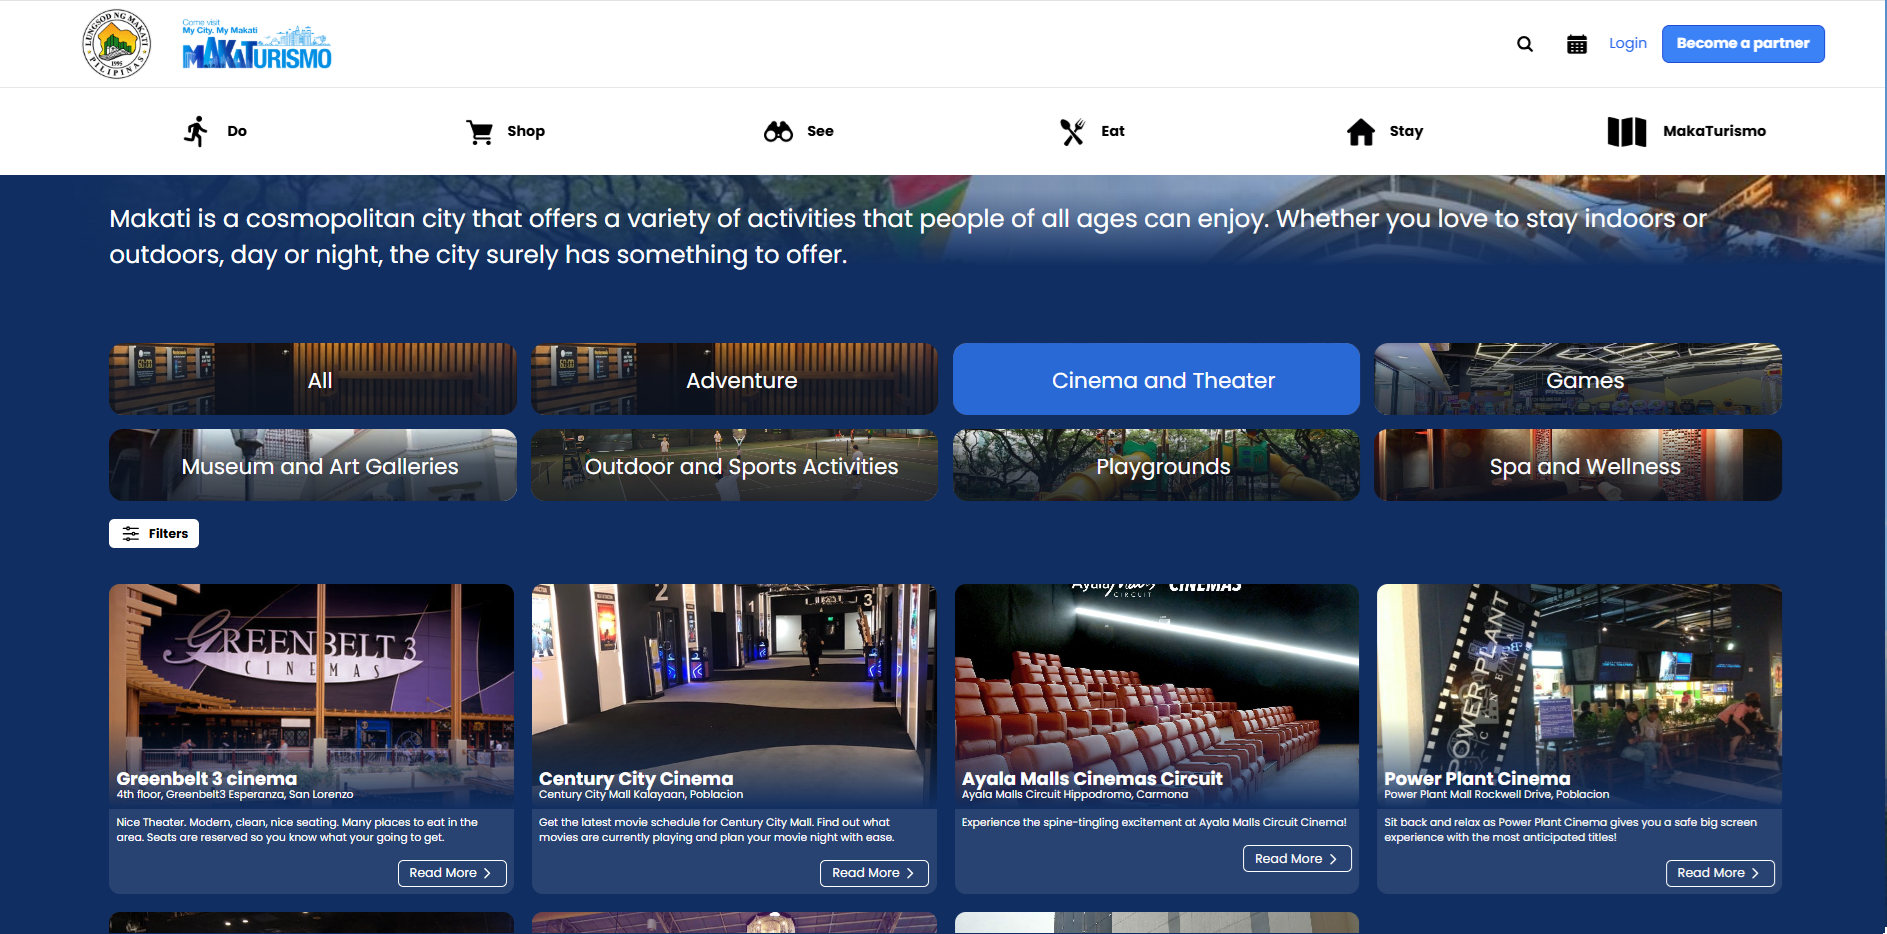 LUNGSOD NG MAKATI
1995
PILIPINAS
Come visit
My City. My Makati
MAKATURISMO
Login
Become a partner
Do
Shop
See
Eat
Stay
MakaTurismo
Makati is a cosmopolitan city that offers a variety of activities that people of all ages can enjoy. Whether you love to stay indoors or
outdoors, day or night, the city surely has something to offer.
All
Adventure
Cinema and Theater
Games
Museum and Art Galleries
Outdoor and Sports Activities
Playgrounds
Spa and Wellness
Filters
GREENBELT 3
CINEMAS
2
1
3
Ayala Malls CINEMAS
CIRCUIT
POWER PLANT
CINEMA
Greenbelt 3 cinema
4th floor, Greenbelt3 Esperanza, San Lorenzo
Nice Theater. Modern, clean, nice seating. Many places to eat in the
area. Seats are reserved so you know what your going to get.
Read More
Century City Cinema
Century City Mall Kalayaan, Poblacion
Get the latest movie schedule for Century City Mall. Find out what
movies are currently playing and plan your movie night with ease.
Read More
Ayala Malls Cinemas Circuit
Ayala Malls Circuit Hippodromo, Carmona
Experience the spine-tingling excitement at Ayala Malls Circuit Cinema!
Read More
Power Plant Cinema
Power Plant Mall Rockwell Drive, Poblacion
Sit back and relax as Power Plant Cinema gives you a safe big screen
experience with the most anticipated titles!
Read More